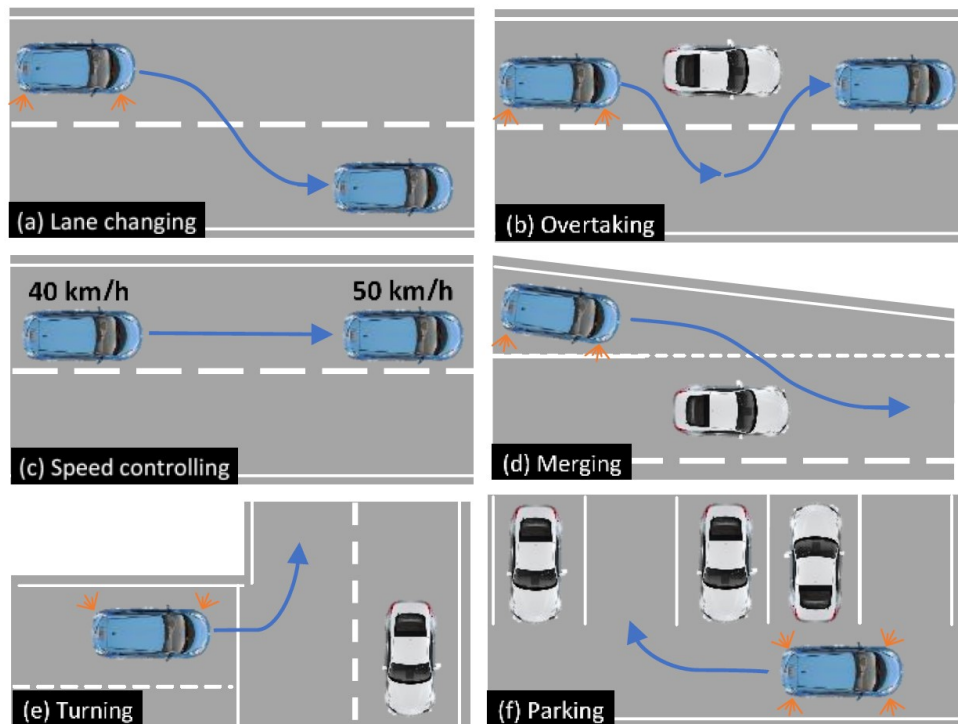 (a) Lane changing
(b) Overtaking
40 km/h
50 km/h
(c) Speed controlling
(d) Merging
(e) Turning
(f) Parking